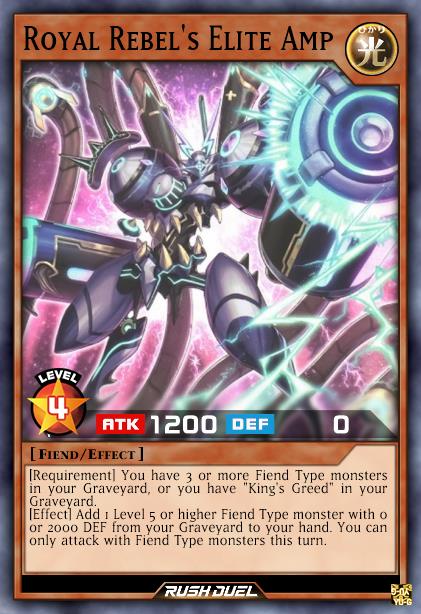 ROYAL REBEL'S ELITE AMP
ひかり
光
LEVEL
4
ATK 1200 DEF 0
[FIEND/EFFECT]
[Requirement] You have 3 or more Fiend Type monsters
in your Graveyard, or you have "King's Greed" in your
Graveyard.
[Effect] Add 1 Level 5 or higher Fiend Type monster with 0
or 2000 DEF from your Graveyard to your hand. You can
only attack with Fiend Type monsters this turn.
RUSH DUEL